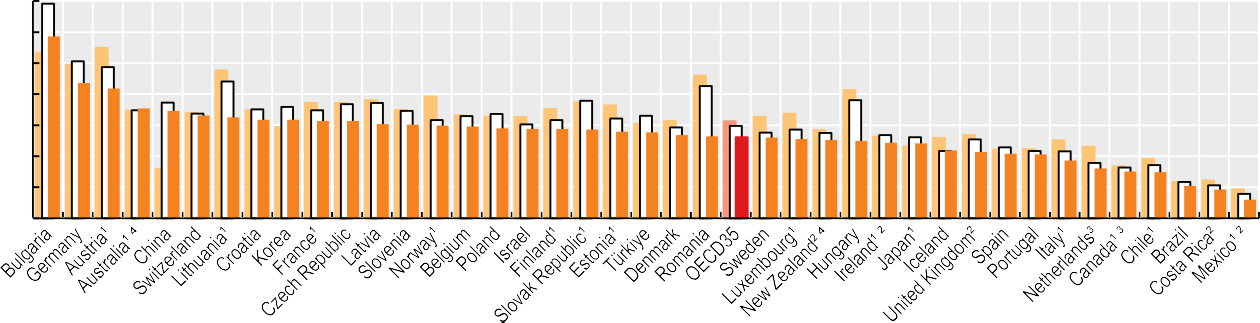 Bulgaria
Germany
Austria¹
Australia¹ ⁴
China
Switzerland
Lithuania¹
Croatia
Korea
France¹
Czech Republic
Latvia
Slovenia
Norway¹
Belgium
Poland
Israel
Finland¹
Slovak Republic¹
Estonia¹
Türkiye
Denmark
Romania
OECD35
Sweden
Luxembourg¹
New Zealand² ⁴
Hungary
Ireland¹ ²
Japan¹
Iceland
United Kingdom²
Spain
Portugal
Italy¹
Netherlands³
Canada¹ ³
Chile¹
Brazil
Costa Rica²
Mexico¹ ²